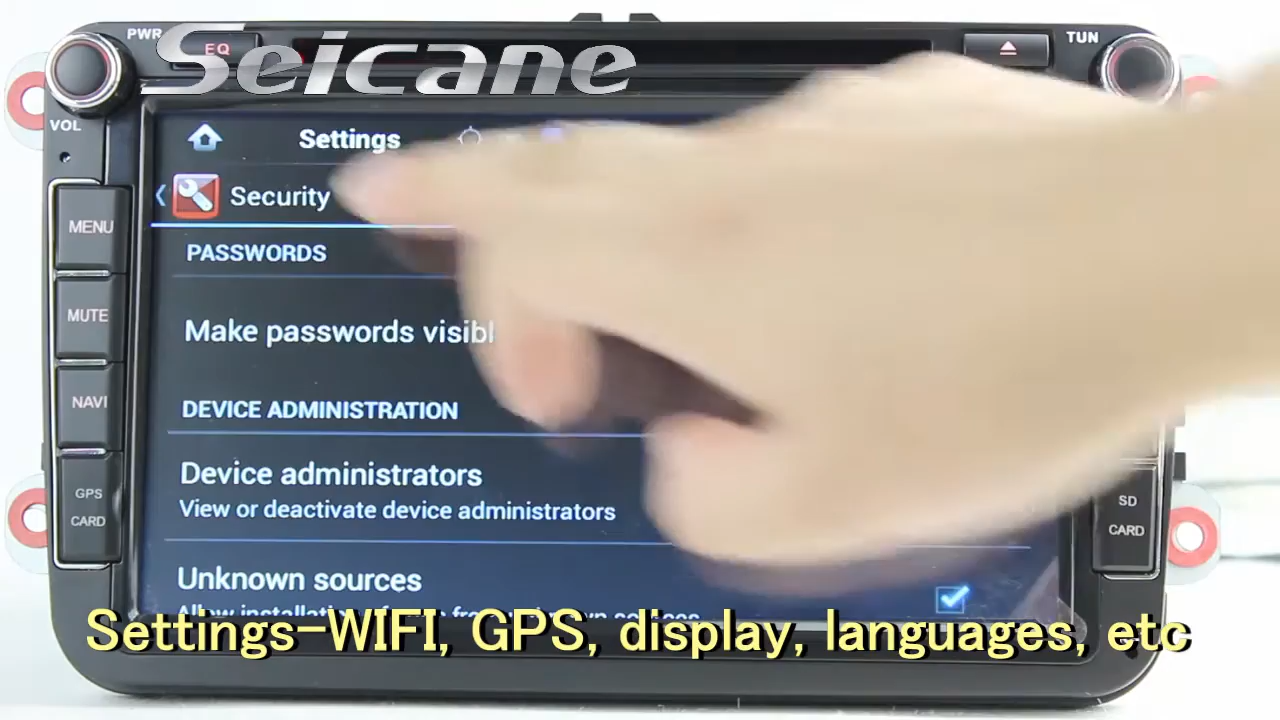 PWR
EQ
Seicane
TUN
VOL
Settings
Security
MENU
PASSWORDS
MUTE
Make passwords visibl
NAVI
DEVICE ADMINISTRATION
Device administrators
View or deactivate device administrators
GPS
CARD
SD
CARD
Unknown sources
Settings-WIFI, GPS, display, languages, etc